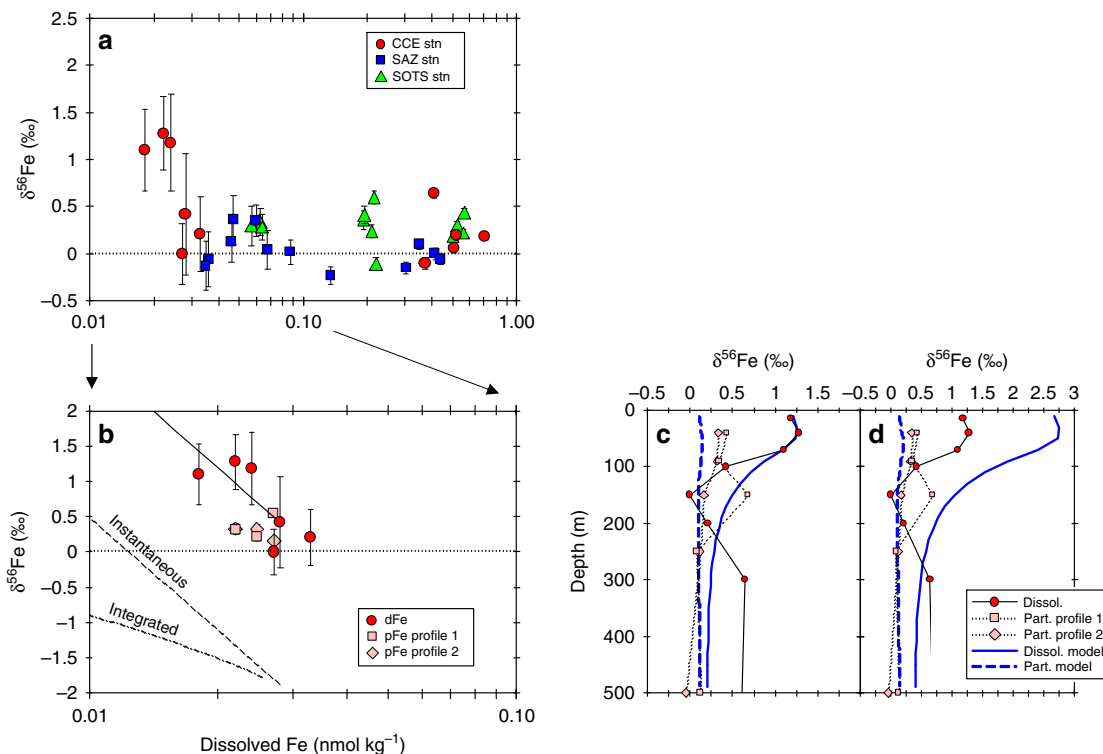 2.5
2
1.5
1
0.5
0
−0.5
δ⁵⁶Fe (‰)
a
CCE stn
SAZ stn
SOTS stn
0.01
0.10
1.00
2
1.5
1
0.5
0
−0.5
−1
−1.5
−2
δ⁵⁶Fe (‰)
b
Instantaneous
Integrated
dFe
pFe profile 1
pFe profile 2
0.01
0.10
Dissolved Fe (nmol kg⁻¹)
δ⁵⁶Fe (‰)
−0.5 0 0.5 1 1.5
δ⁵⁶Fe (‰)
−0.5 0 0.5 1 1.5 2 2.5 3
0
100
200
300
400
500
Depth (m)
c
d
Dissol.
Part. profile 1
Part. profile 2
Dissol. model
Part. model